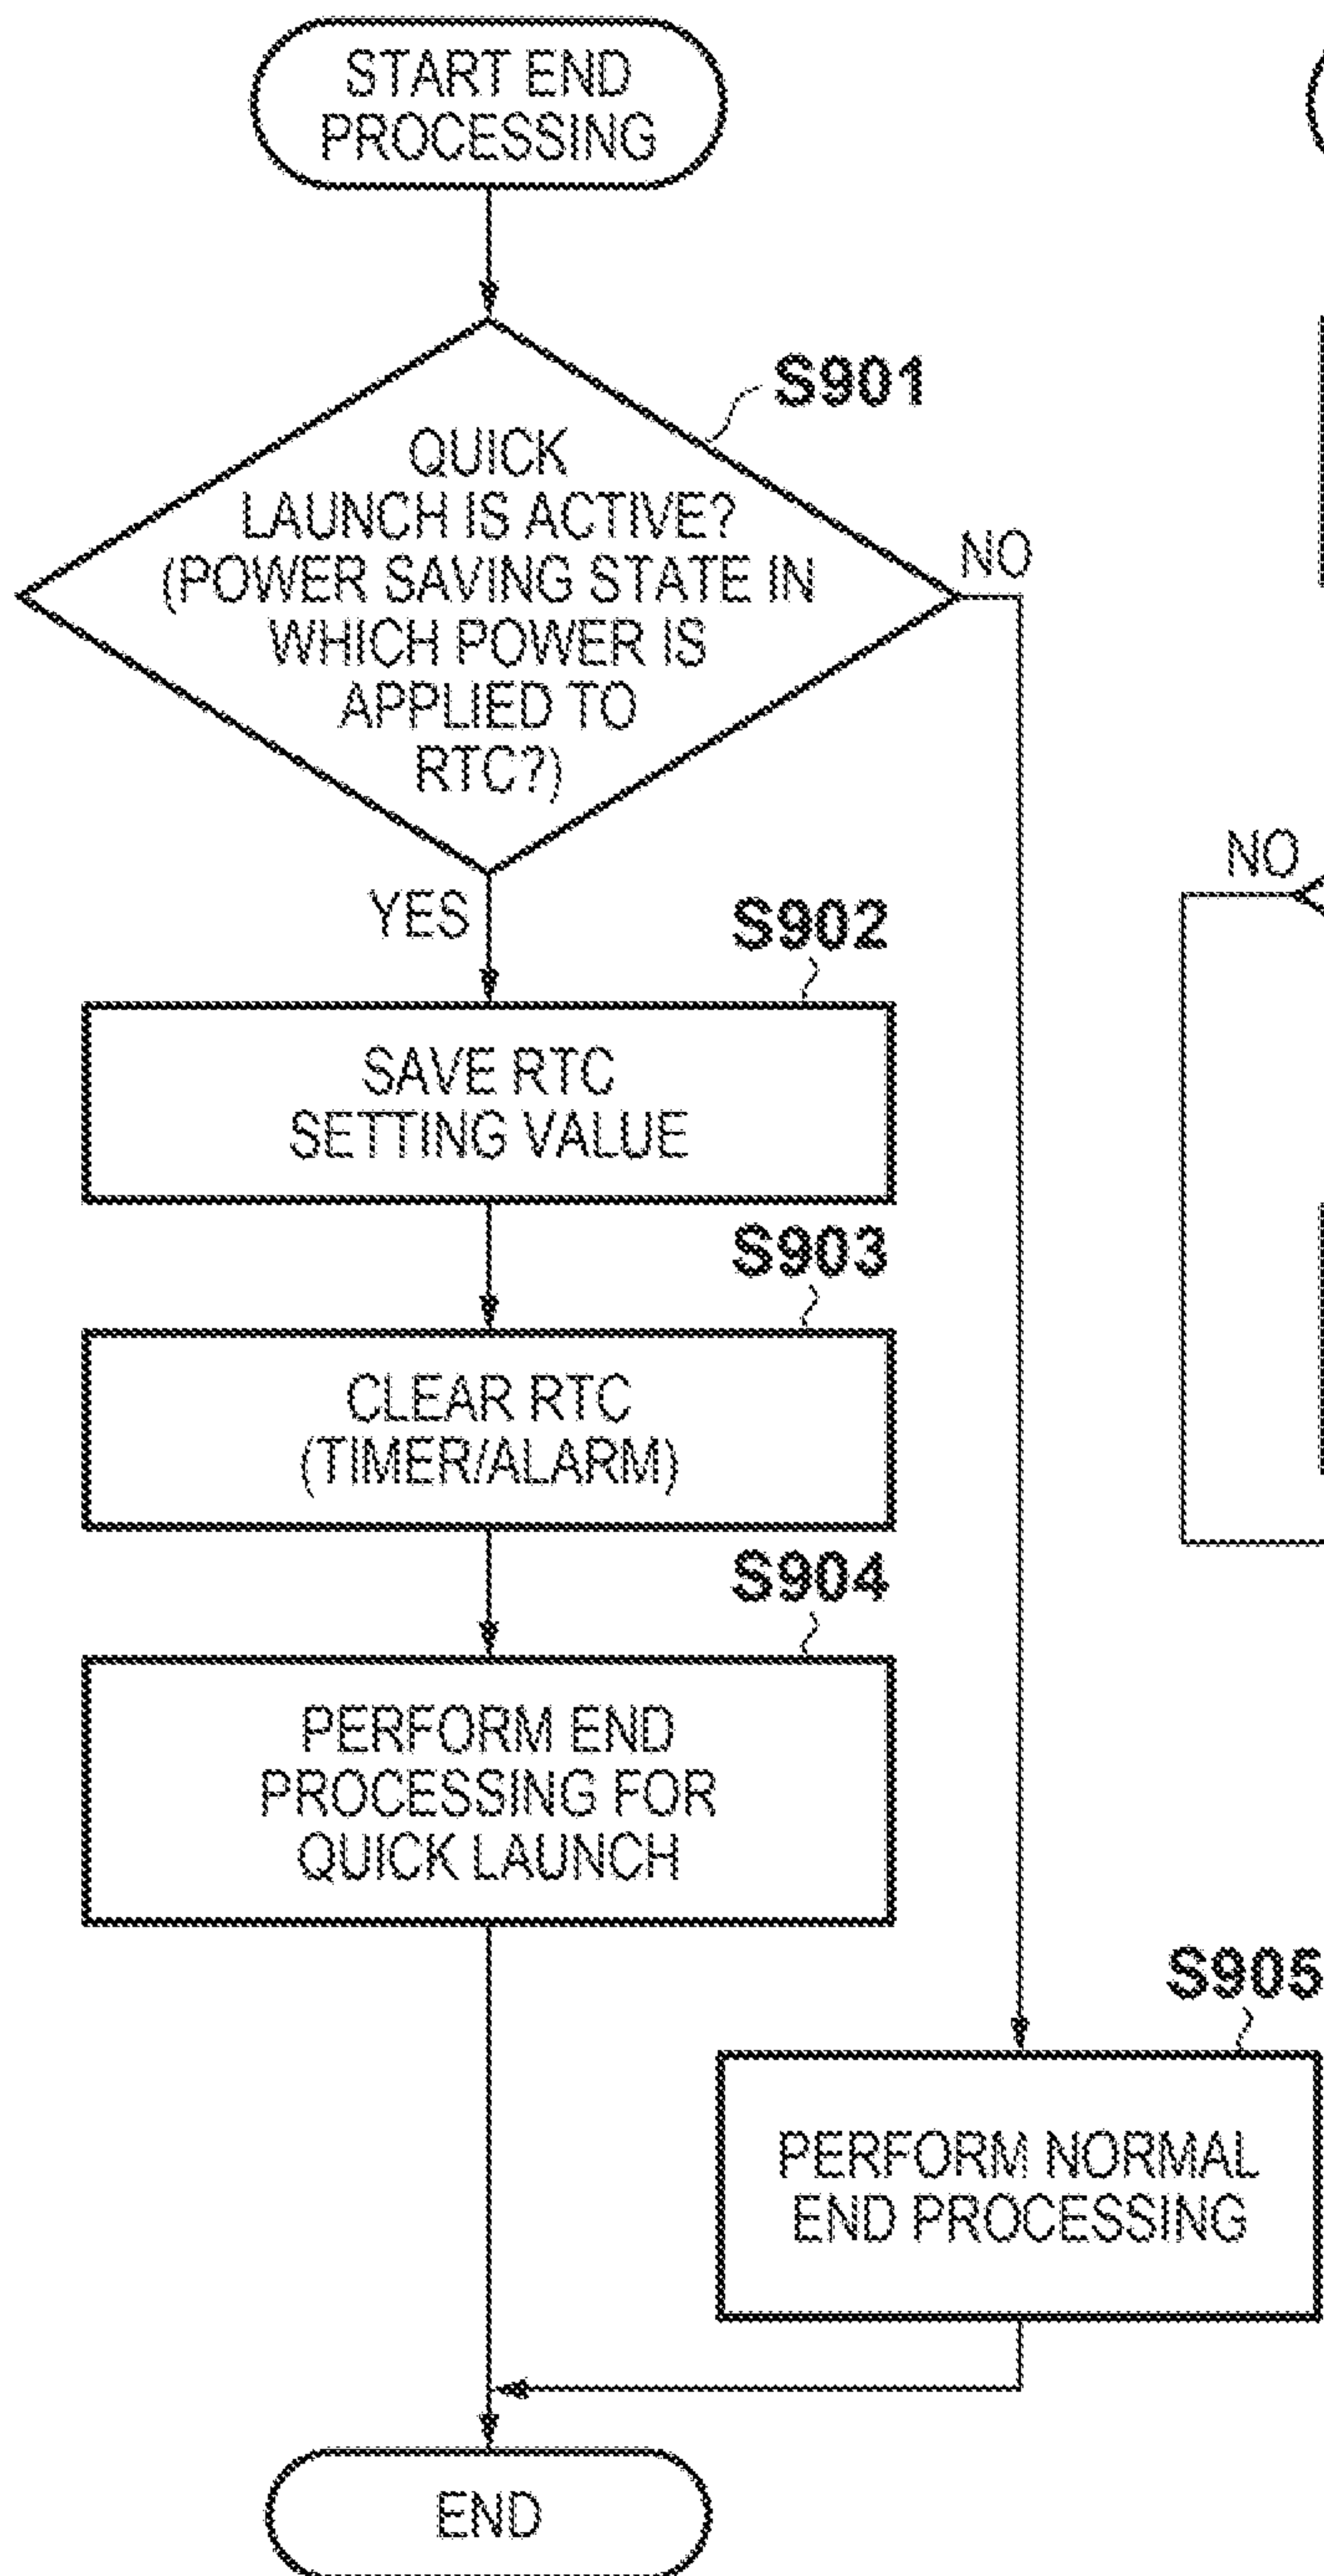 START END
PROCESSING
S901
QUICK
LAUNCH IS ACTIVE?
(POWER SAVING STATE IN
WHICH POWER IS
APPLIED TO
RTC?)
NO
YES
NO
S902
SAVE RTC
SETTING VALUE
S903
CLEAR RTC
(TIMER/ALARM)
S904
PERFORM END
PROCESSING FOR
QUICK LAUNCH
S905
PERFORM NORMAL
END PROCESSING
END